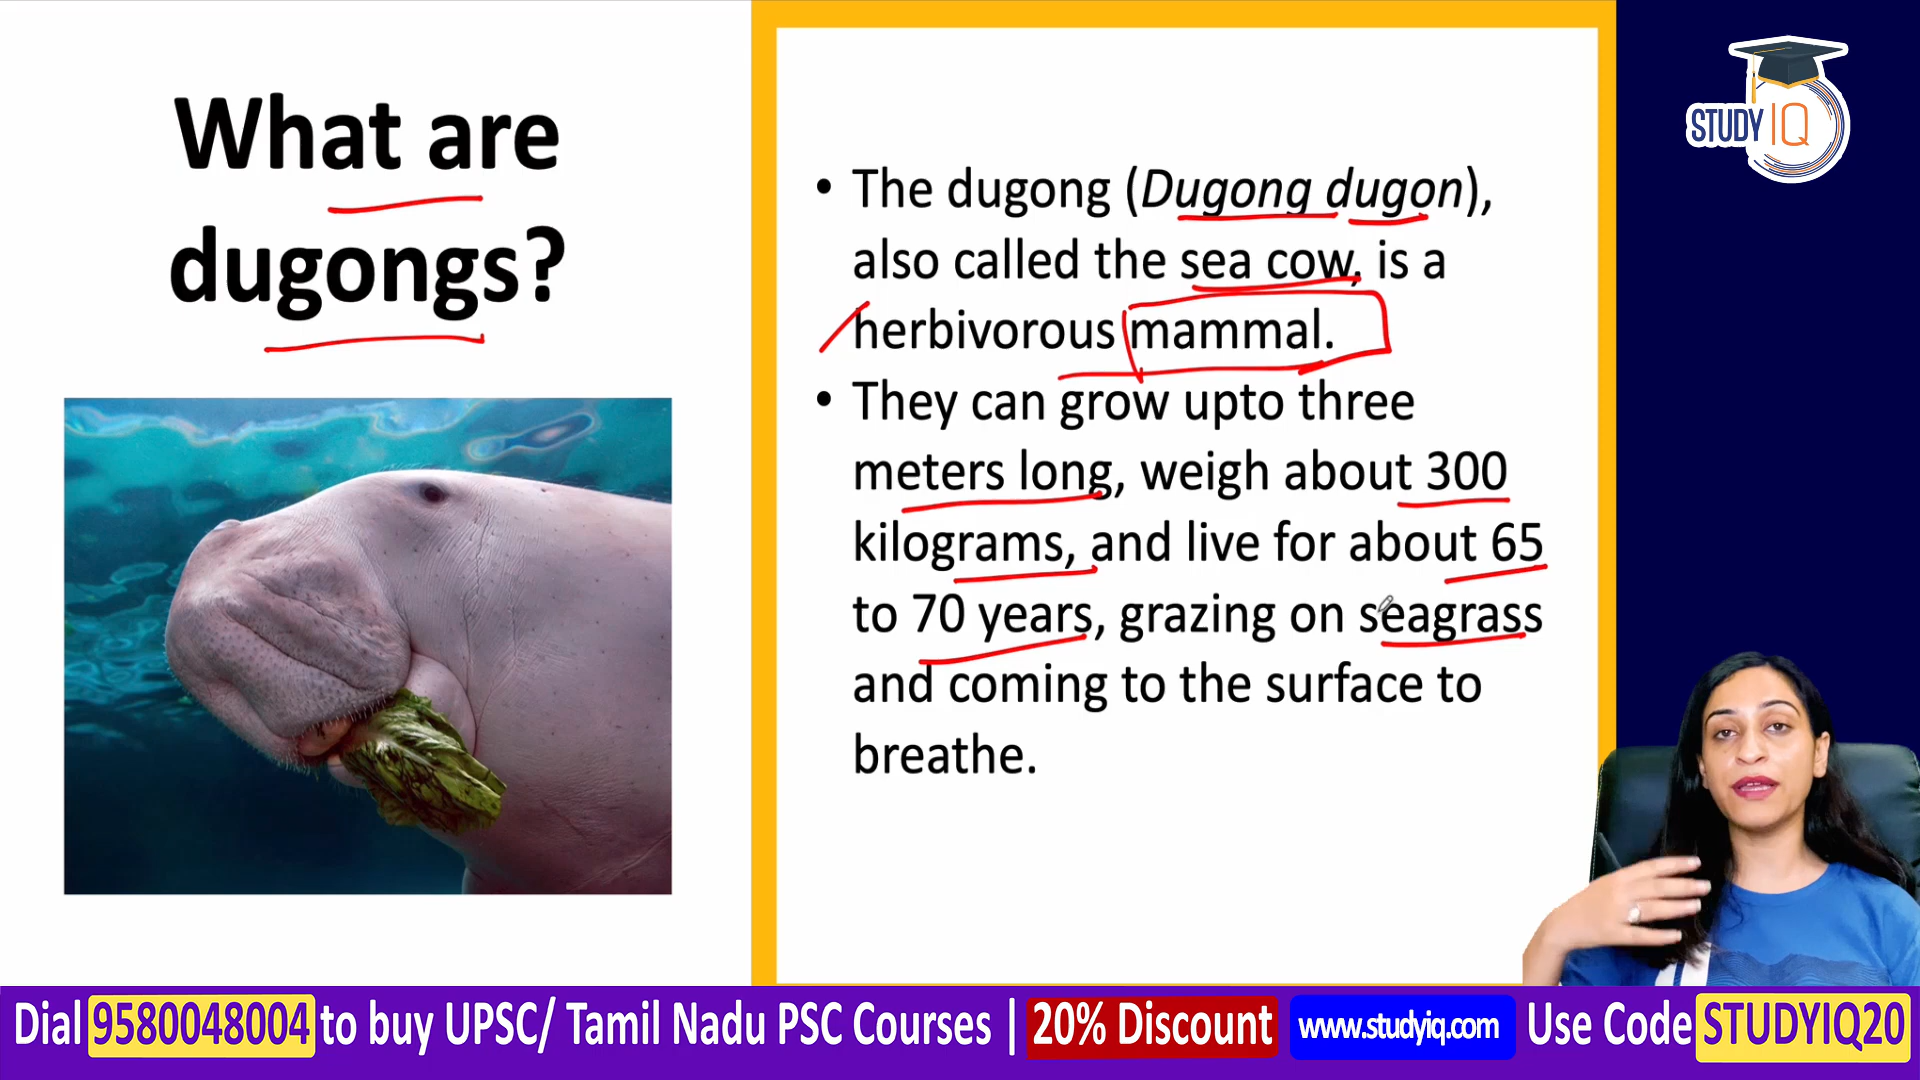 What are
dugongs?
• The dugong (Dugong dugon),
also called the sea cow, is a
herbivorous mammal.
• They can grow upto three
meters long, weigh about 300
kilograms, and live for about 65
to 70 years, grazing on seagrass
and coming to the surface to
breathe.
STUDY IQ
Dial 9580048004 to buy UPSC/ Tamil Nadu PSC Courses | 20% Discount www.studyiq.com Use Code STUDYIQ20